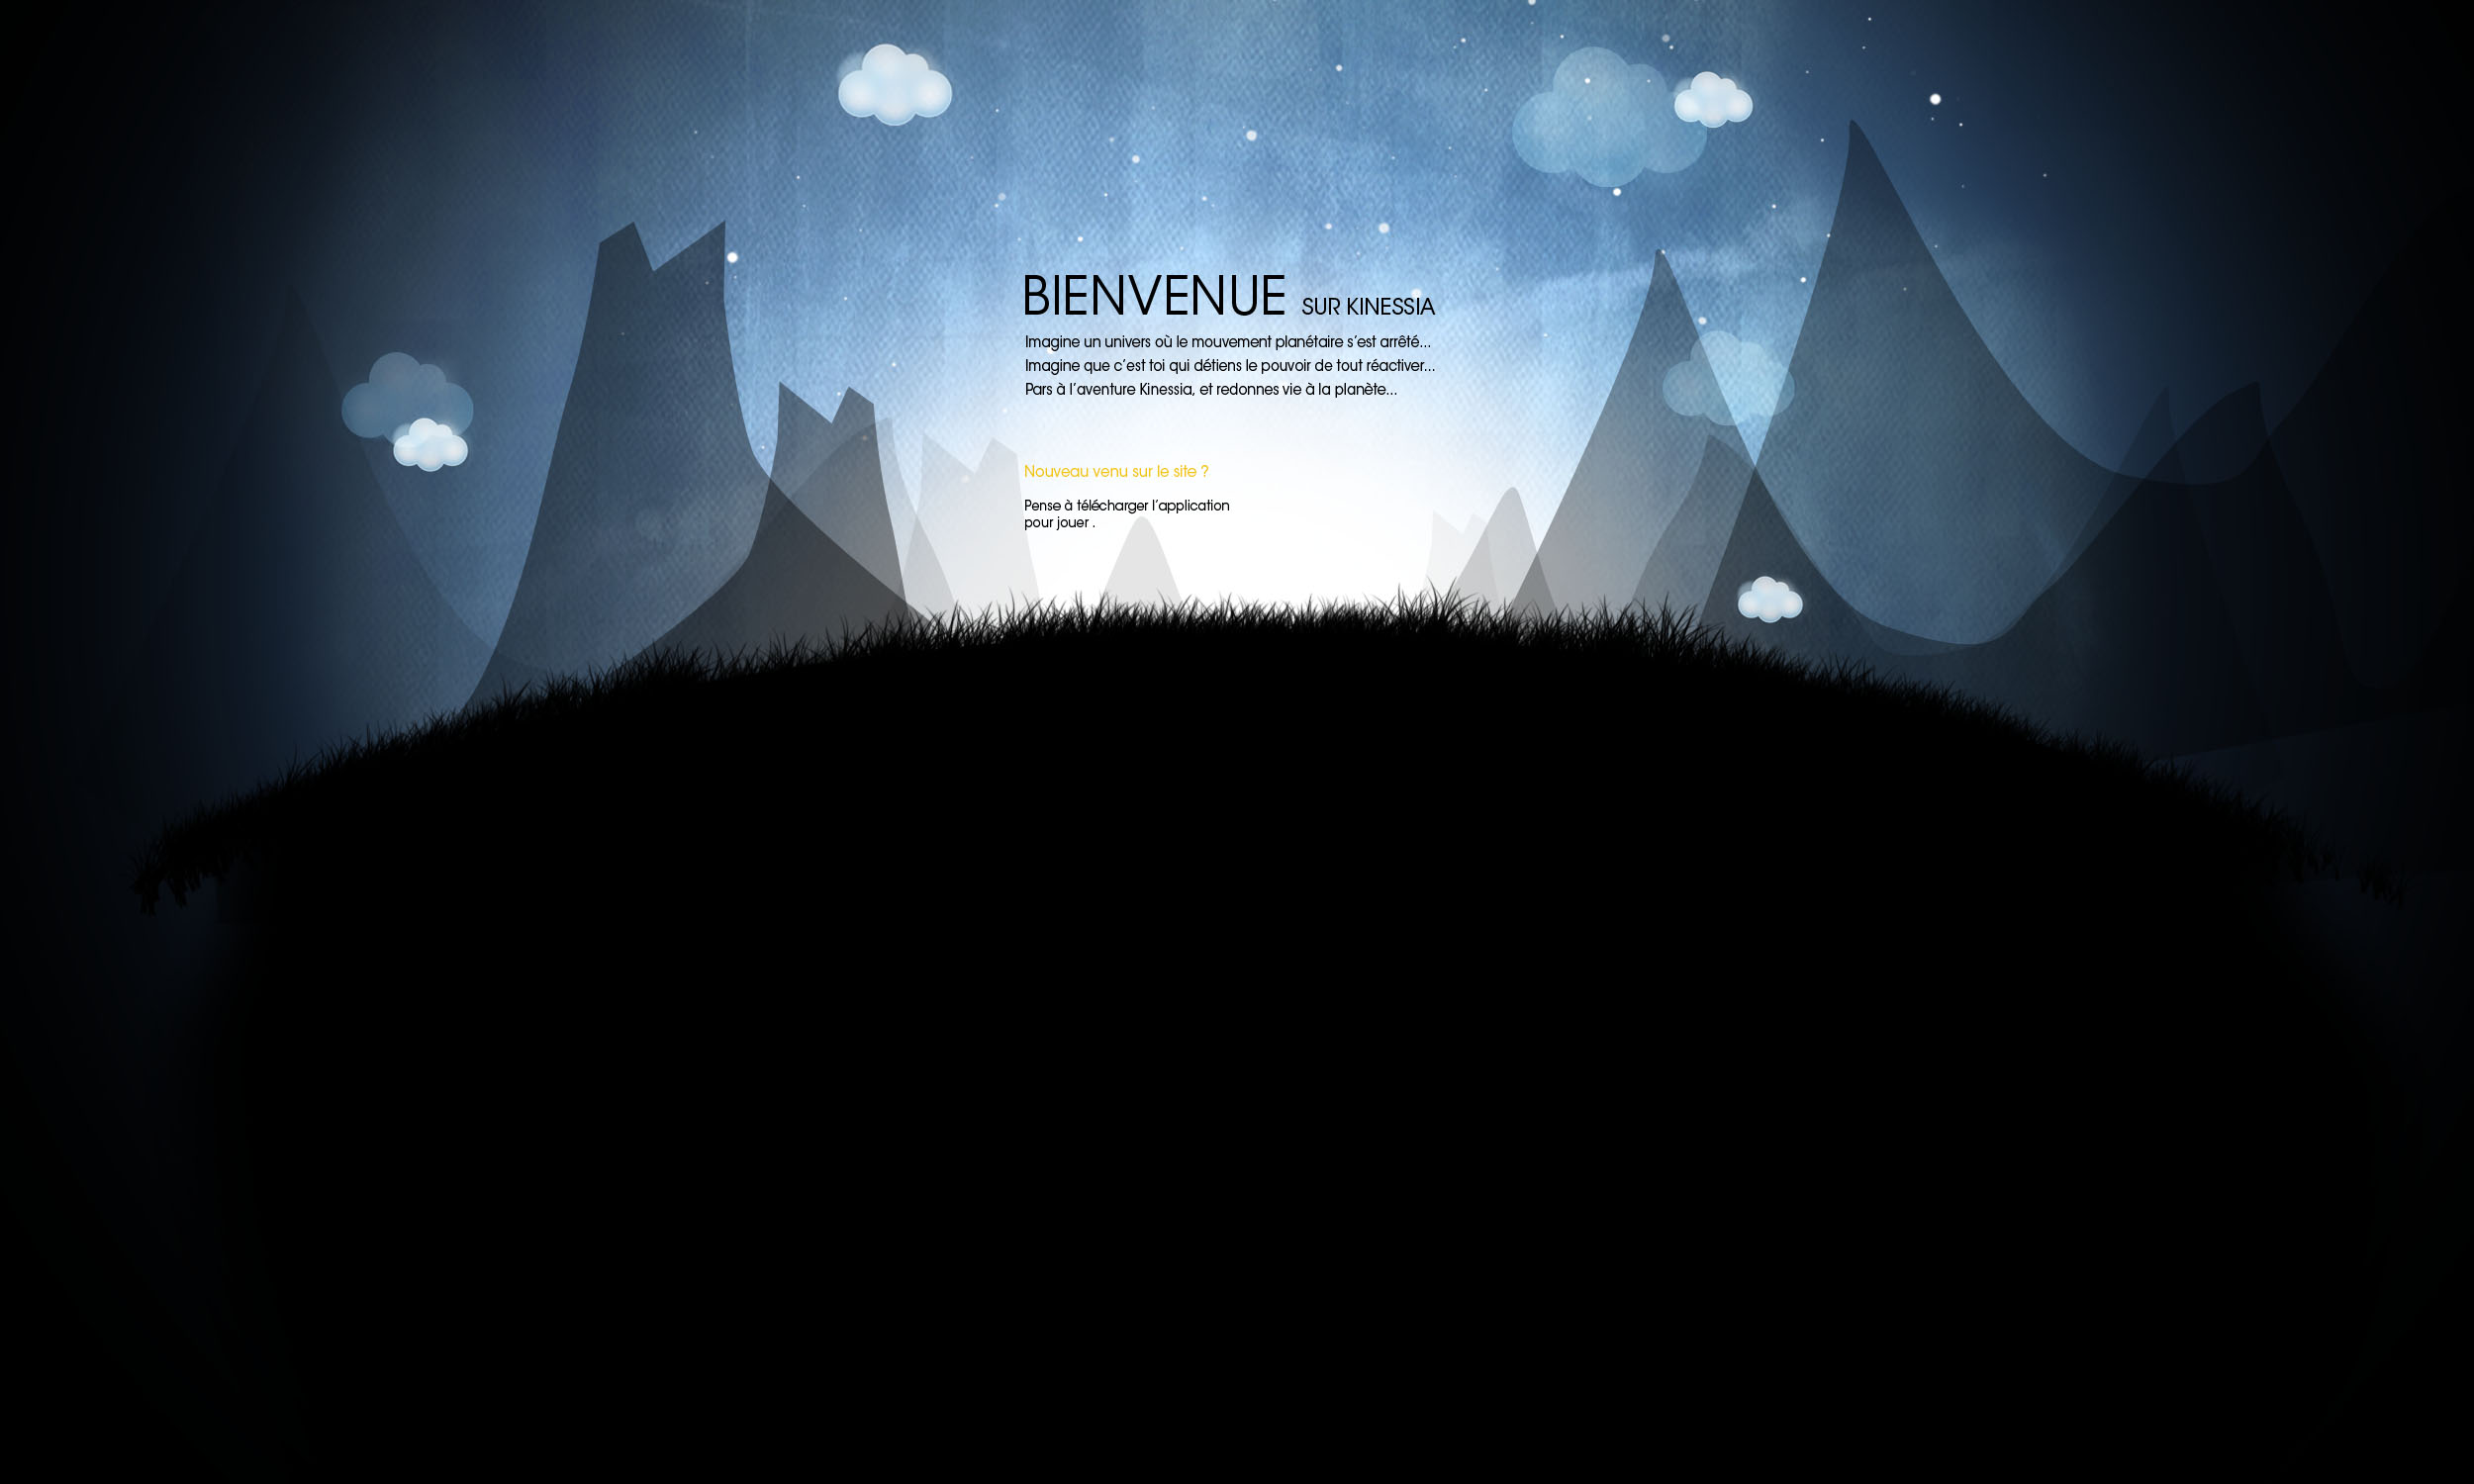 BIENVENUE SUR KINESSIA
Imagine un univers où le mouvement planétaire s’est arrêté...
Imagine que c’est toi qui détiens le pouvoir de tout réactiver...
Pars à l’aventure Kinessia, et redonnes vie à la planète...
Nouveau venu sur le site ?
Pense à télécharger l’application
pour jouer .